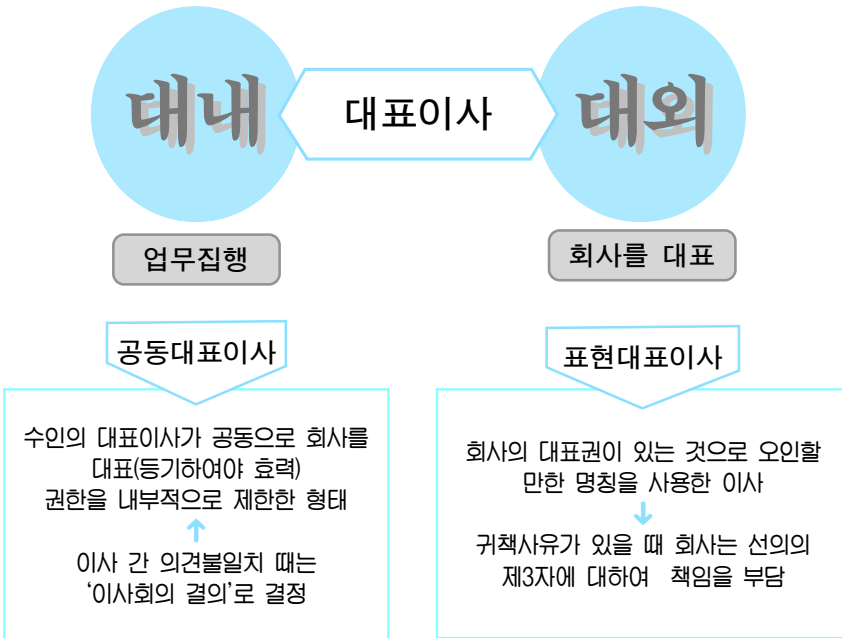 대내
대표이사
대외
업무집행
회사를 대표
공동대표이사
수인의 대표이사가 공동으로 회사를
대표(등기하여야 효력)
권한을 내부적으로 제한한 형태
이사 간 의견불일치 때는
‘이사회의 결의’로 결정
표현대표이사
회사의 대표권이 있는 것으로 오인할
만한 명칭을 사용한 이사
귀책사유가 있을 때 회사는 선의의
제3자에 대하여 책임을 부담